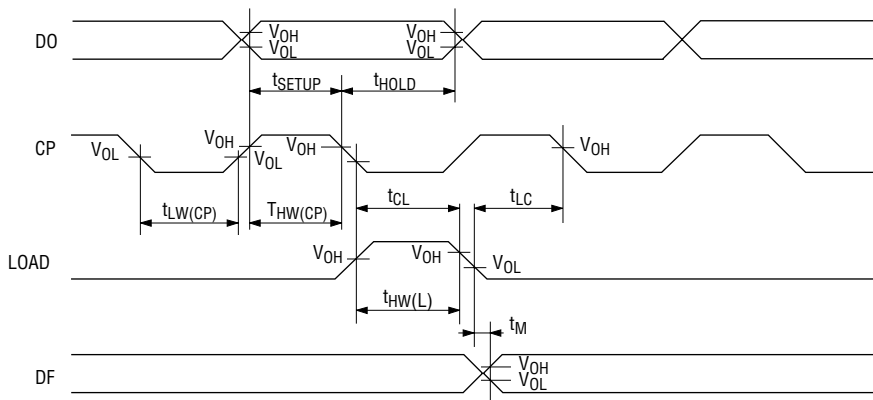 DO
VOH
VOL
VOH
VOL
tSETUP
tHOLD
CP
VOL
VOH
VOL
VOH
VOH
tLW(CP)
THW(CP)
tCL
tLC
LOAD
VOH
VOH
VOL
tHW(L)
tM
DF
VOH
VOL